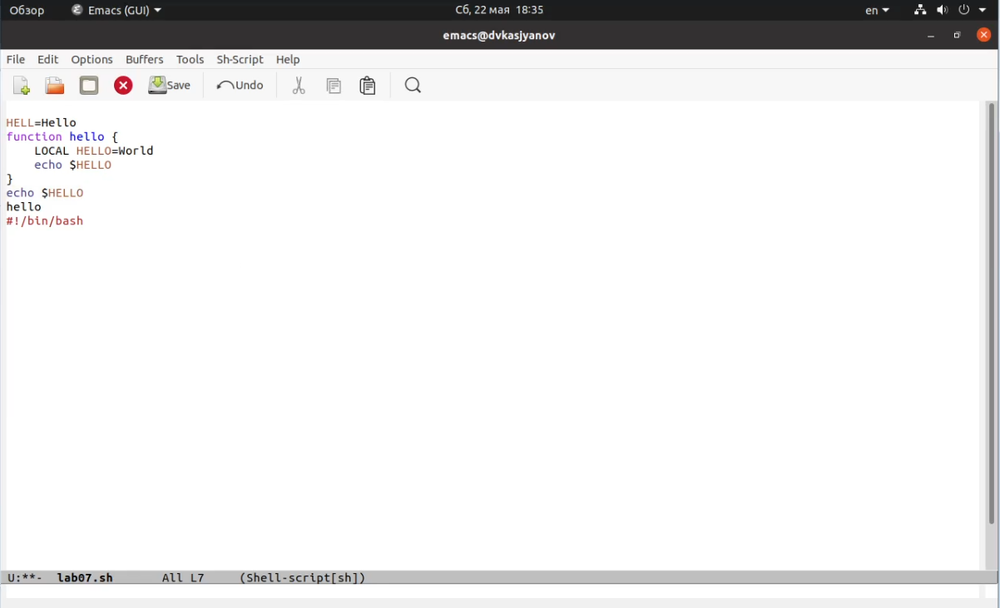 Обзор Emacs (GUI) Сб, 22 мая 18:35 en
emacs@dvkasjyanov
File Edit Options Buffers Tools Sh-Script Help
Save Undo
HELL=Hello
function hello {
    LOCAL HELLO=World
    echo $HELLO
}
echo $HELLO
hello
#!/bin/bash
U:**- lab07.sh All L7 (Shell-script[sh])